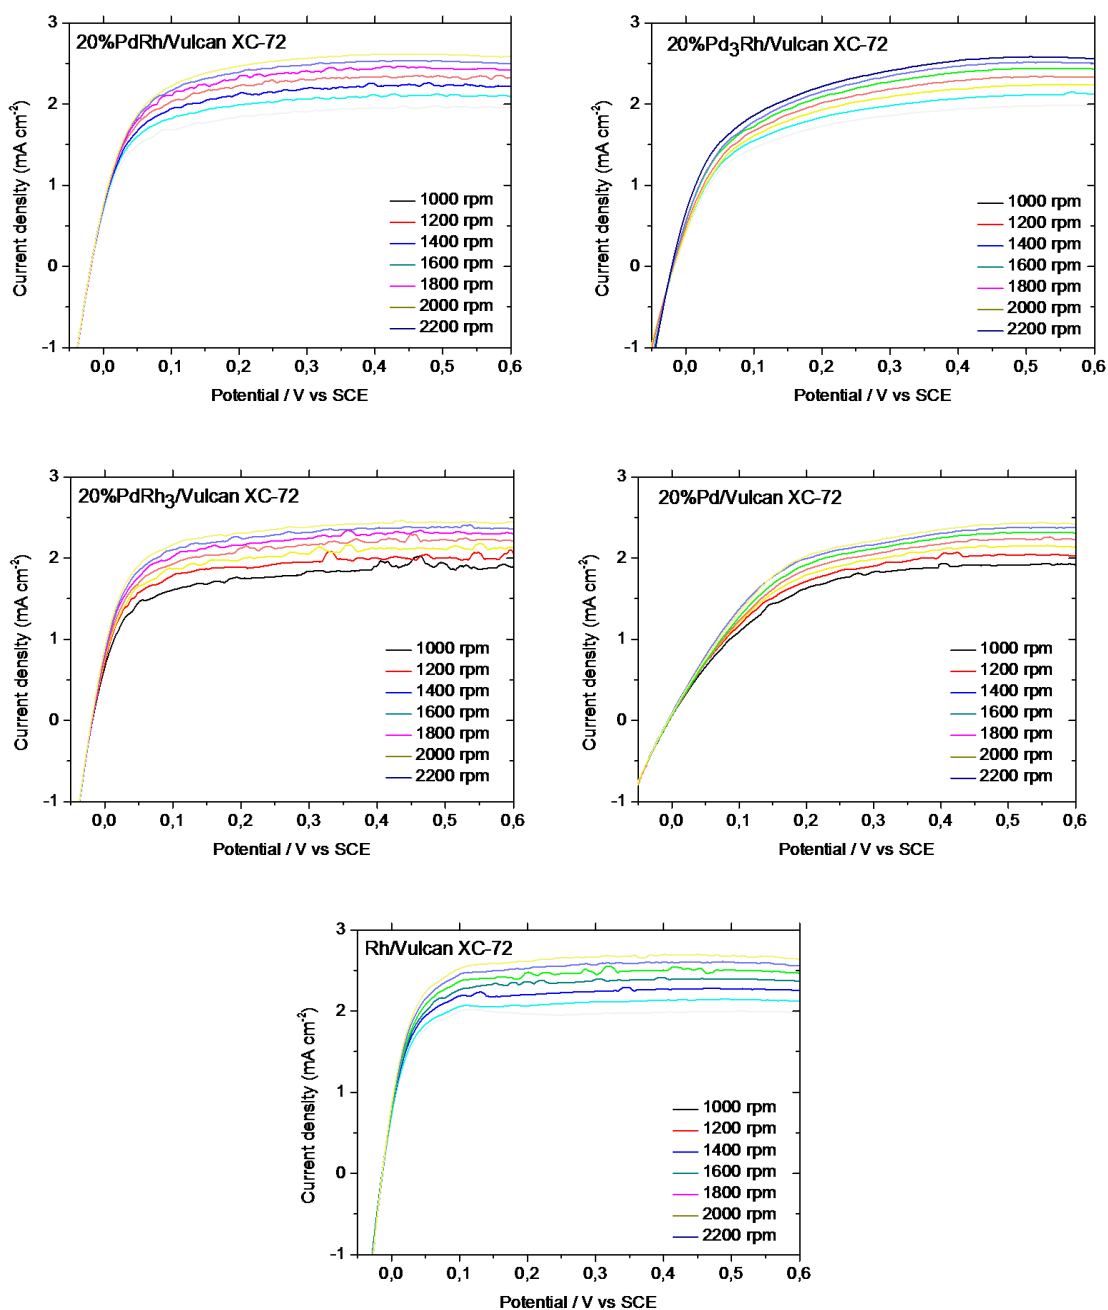 20%PdRh/Vulcan XC-72
3
2
1
0
-1
Current density (mA cm⁻²)
1000 rpm
1200 rpm
1400 rpm
1600 rpm
1800 rpm
2000 rpm
2200 rpm
0,0 0,1 0,2 0,3 0,4 0,5 0,6
Potential / V vs SCE
20%Pd₃Rh/Vulcan XC-72
3
2
1
0
-1
Current density (mA cm⁻²)
1000 rpm
1200 rpm
1400 rpm
1600 rpm
1800 rpm
2000 rpm
2200 rpm
0,0 0,1 0,2 0,3 0,4 0,5 0,6
Potential / V vs SCE
20%PdRh₃/Vulcan XC-72
3
2
1
0
-1
Current density (mA cm⁻²)
1000 rpm
1200 rpm
1400 rpm
1600 rpm
1800 rpm
2000 rpm
2200 rpm
0,0 0,1 0,2 0,3 0,4 0,5 0,6
Potential / V vs SCE
20%Pd/Vulcan XC-72
3
2
1
0
-1
Current density (mA cm⁻²)
1000 rpm
1200 rpm
1400 rpm
1600 rpm
1800 rpm
2000 rpm
2200 rpm
0,0 0,1 0,2 0,3 0,4 0,5 0,6
Potential / V vs SCE
Rh/Vulcan XC-72
3
2
1
0
-1
Current density (mA cm⁻²)
1000 rpm
1200 rpm
1400 rpm
1600 rpm
1800 rpm
2000 rpm
2200 rpm
0,0 0,1 0,2 0,3 0,4 0,5 0,6
Potential / V vs SCE